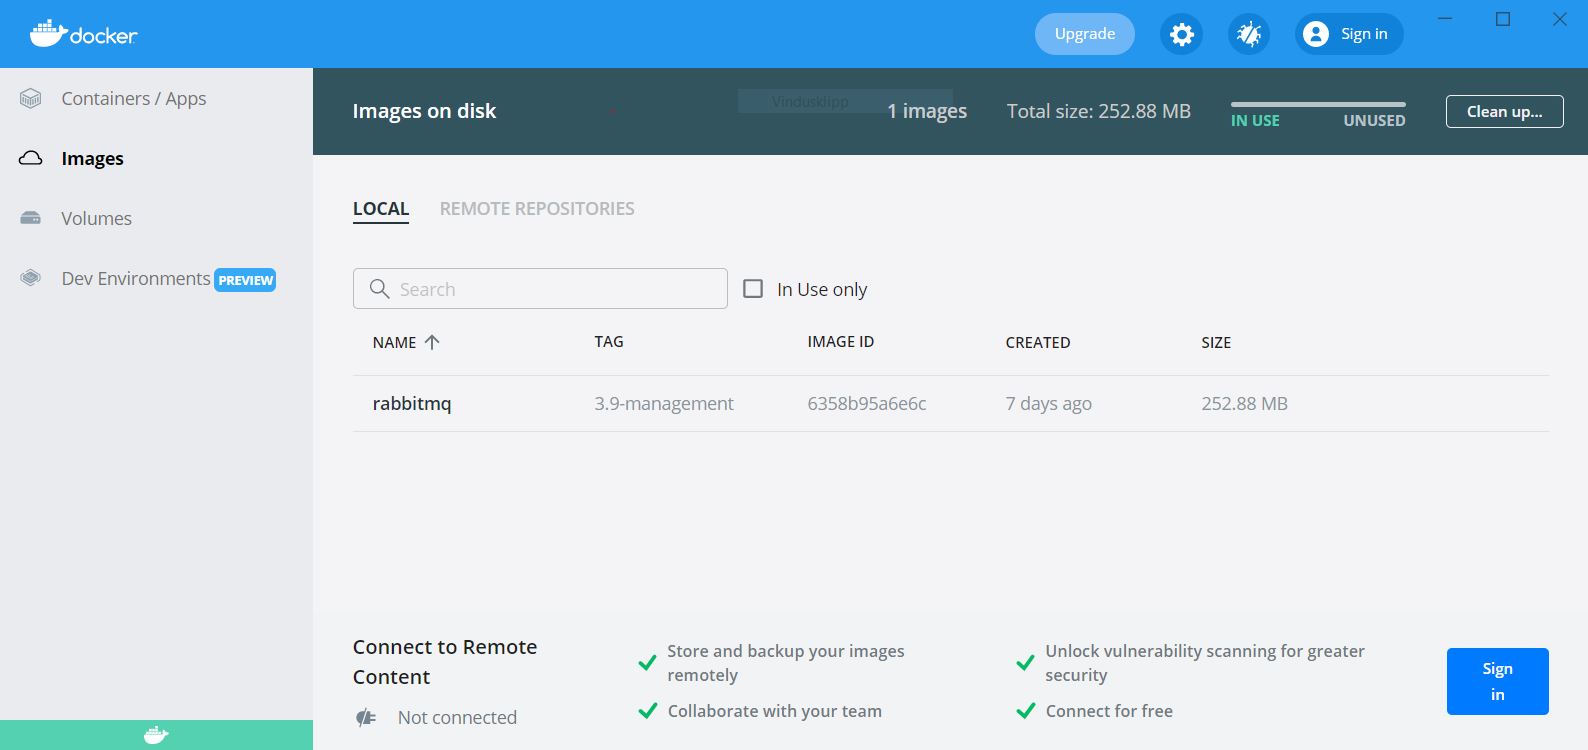 docker
Upgrade
Sign in
Containers / Apps
Images
Volumes
Dev Environments PREVIEW
Images on disk
Vindusklipp
1 images
Total size: 252.88 MB
IN USE
UNUSED
Clean up...
LOCAL
REMOTE REPOSITORIES
Search
In Use only
NAME
TAG
IMAGE ID
CREATED
SIZE
rabbitmq
3.9-management
6358b95a6e6c
7 days ago
252.88 MB
Connect to Remote
Content
Not connected
Store and backup your images
remotely
Collaborate with your team
Unlock vulnerability scanning for greater
security
Connect for free
Sign
in